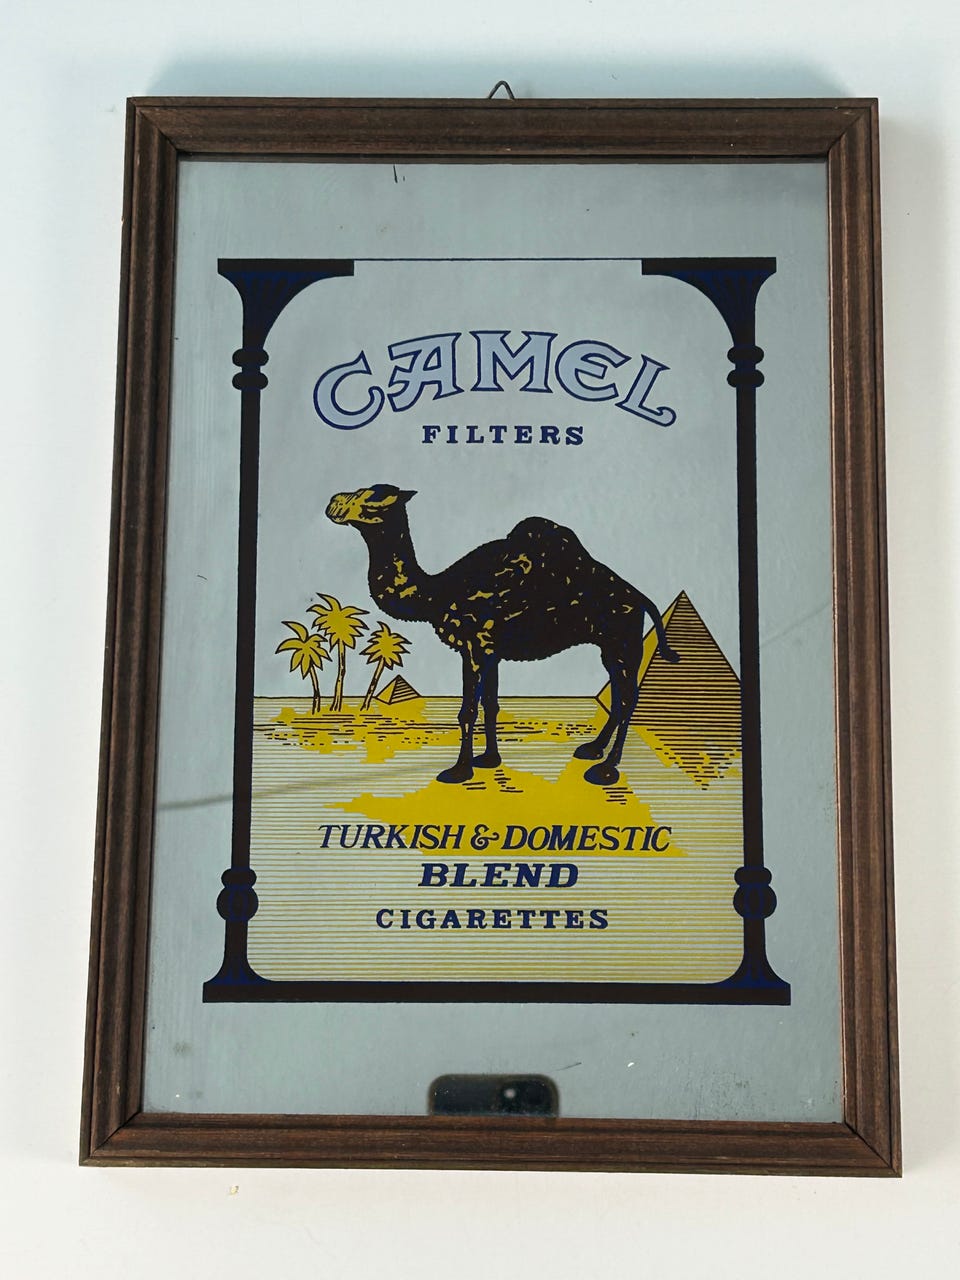 CAMEL
FILTERS
TURKISH & DOMESTIC
BLEND
CIGARETTES